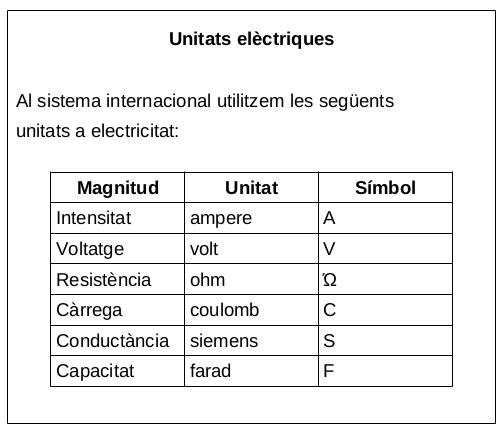 Unitats elèctriques
Al sistema internacional utilitzem les següents
unitats a electricitat:
Magnitud Unitat Símbol
Intensitat ampere A
Voltatge volt V
Resistència ohm Ώ
Càrrega coulomb C
Conductància siemens S
Capacitat farad F